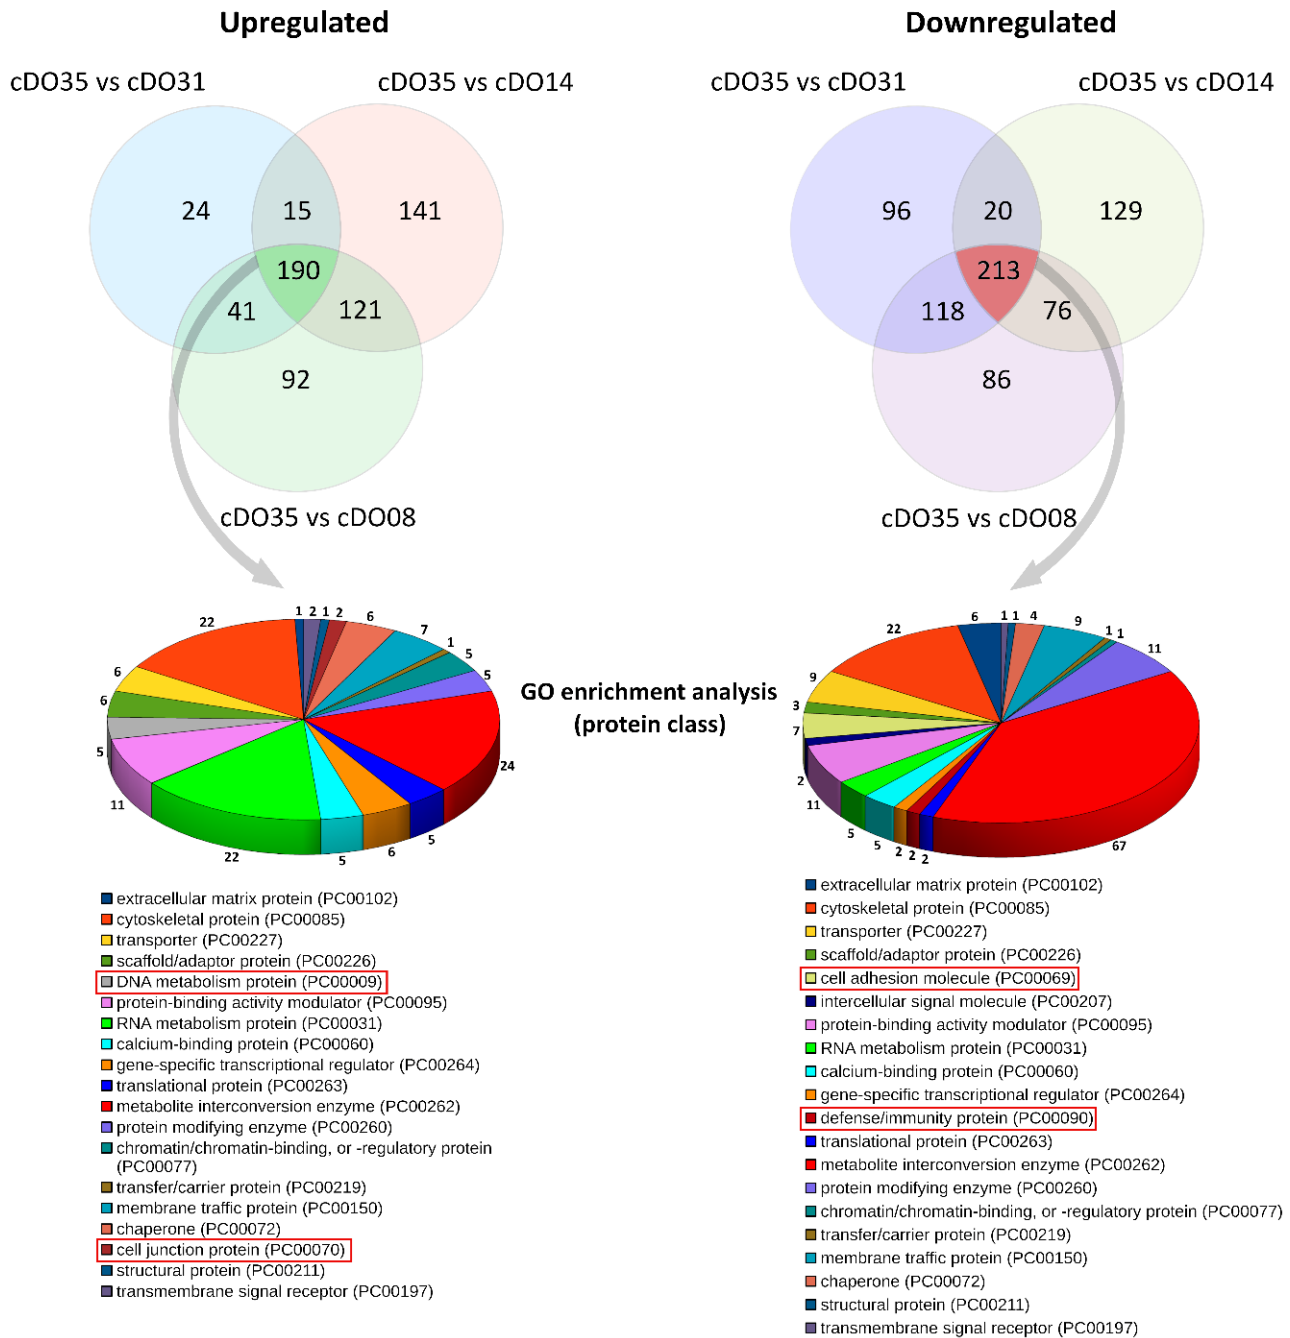 Upregulated
Downregulated
cDO35 vs cDO31
cDO35 vs cDO14
cDO35 vs cDO31
cDO35 vs cDO14
24
15
141
190
41
121
92
96
20
129
213
118
76
86
cDO35 vs cDO08
cDO35 vs cDO08
22
1
2
1
2
6
7
1
5
5
24
5
6
5
22
11
5
6
6
GO enrichment analysis
(protein class)
22
6
1
1
4
9
1
1
11
67
2
2
2
5
5
11
2
7
3
9
extracellular matrix protein (PC00102)
cytoskeletal protein (PC00085)
transporter (PC00227)
scaffold/adaptor protein (PC00226)
DNA metabolism protein (PC00009)
protein-binding activity modulator (PC00095)
RNA metabolism protein (PC00031)
calcium-binding protein (PC00060)
gene-specific transcriptional regulator (PC00264)
translational protein (PC00263)
metabolite interconversion enzyme (PC00262)
protein modifying enzyme (PC00260)
chromatin/chromatin-binding, or -regulatory protein
(PC00077)
transfer/carrier protein (PC00219)
membrane traffic protein (PC00150)
chaperone (PC00072)
cell junction protein (PC00070)
structural protein (PC00211)
transmembrane signal receptor (PC00197)
extracellular matrix protein (PC00102)
cytoskeletal protein (PC00085)
transporter (PC00227)
scaffold/adaptor protein (PC00226)
cell adhesion molecule (PC00069)
intercellular signal molecule (PC00207)
protein-binding activity modulator (PC00095)
RNA metabolism protein (PC00031)
calcium-binding protein (PC00060)
gene-specific transcriptional regulator (PC00264)
defense/immunity protein (PC00090)
translational protein (PC00263)
metabolite interconversion enzyme (PC00262)
protein modifying enzyme (PC00260)
chromatin/chromatin-binding, or -regulatory protein (PC00077)
transfer/carrier protein (PC00219)
membrane traffic protein (PC00150)
chaperone (PC00072)
structural protein (PC00211)
transmembrane signal receptor (PC00197)